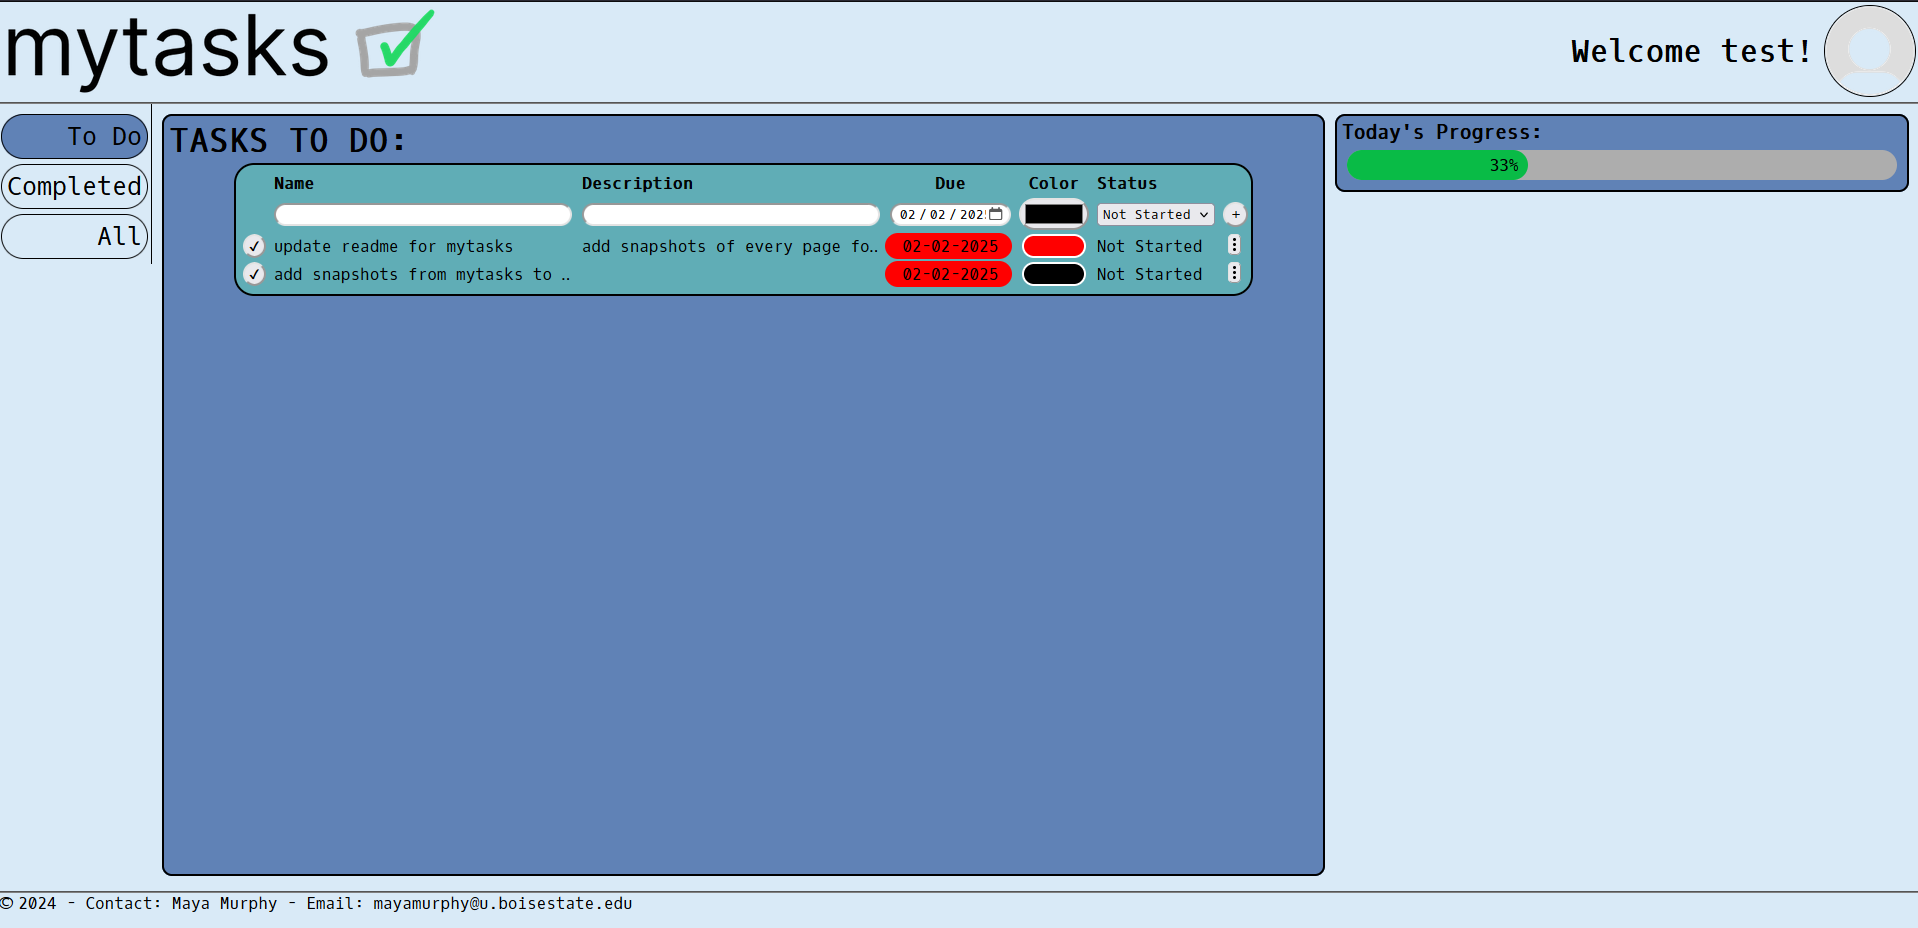 mytasks
Welcome test!
To Do
Completed
All
TASKS TO DO:
Name Description Due Color Status
02/02/202 Not Started +
✓ update readme for mytasks add snapshots of every page fo.. 02-02-2025 Not Started
✓ add snapshots from mytasks to .. 02-02-2025 Not Started
Today's Progress:
33%
© 2024 - Contact: Maya Murphy - Email: mayamurphy@u.boisestate.edu